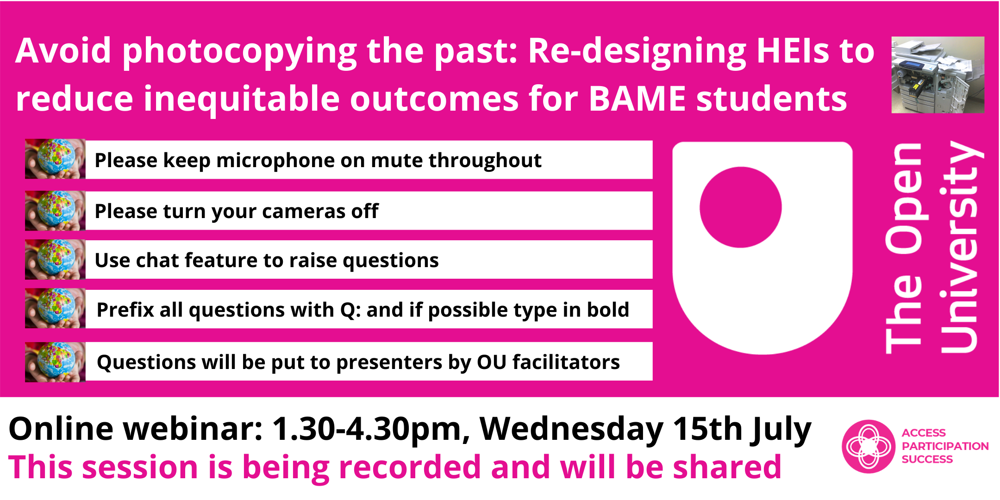 Avoid photocopying the past: Re-designing HEIs to
reduce inequitable outcomes for BAME students
Please keep microphone on mute throughout
Please turn your cameras off
Use chat feature to raise questions
Prefix all questions with Q: and if possible type in bold
Questions will be put to presenters by OU facilitators
The Open
University
Online webinar: 1.30-4.30pm, Wednesday 15th July
This session is being recorded and will be shared
ACCESS
PARTICIPATION
SUCCESS